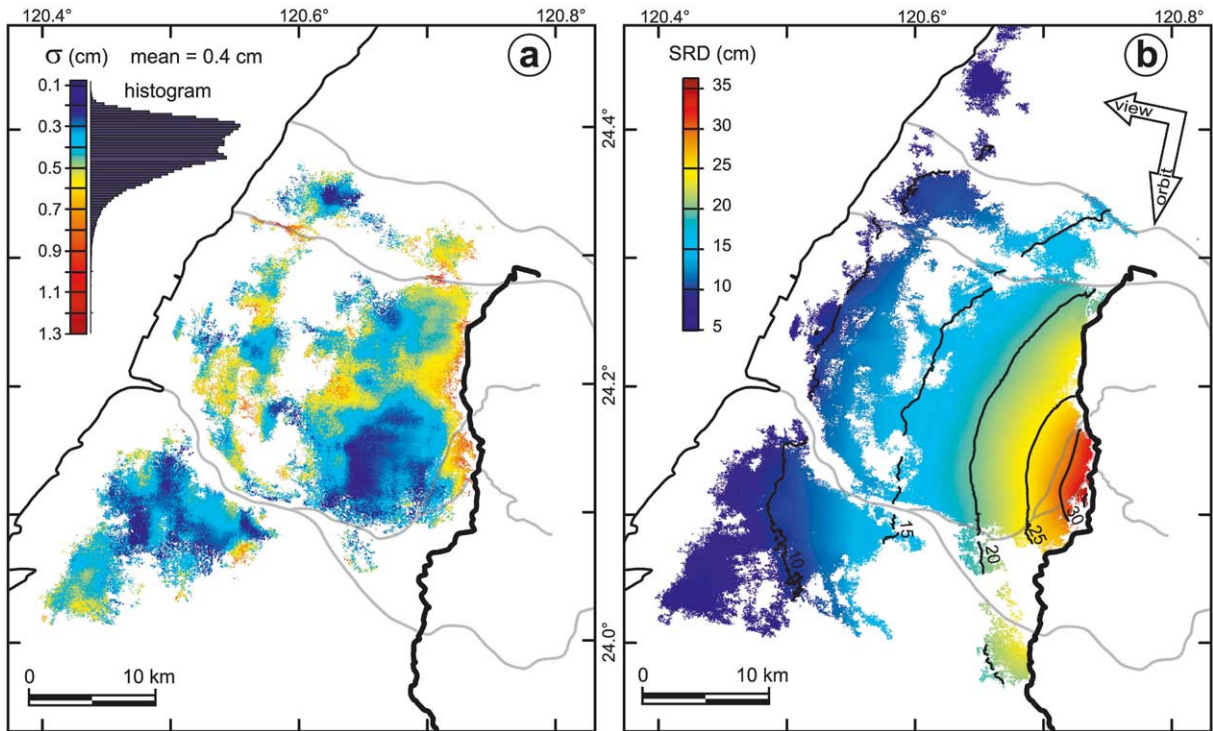 120.4° 120.6° 120.8°
σ (cm) mean = 0.4 cm
a
histogram
0.1
0.3
0.5
0.7
0.9
1.1
1.3
0 10 km
24.4°
24.2°
24.0°
120.4° 120.6° 120.8°
SRD (cm)
b
35
30
25
20
15
10
5
view
orbit
10
15
20
25
30
0 10 km